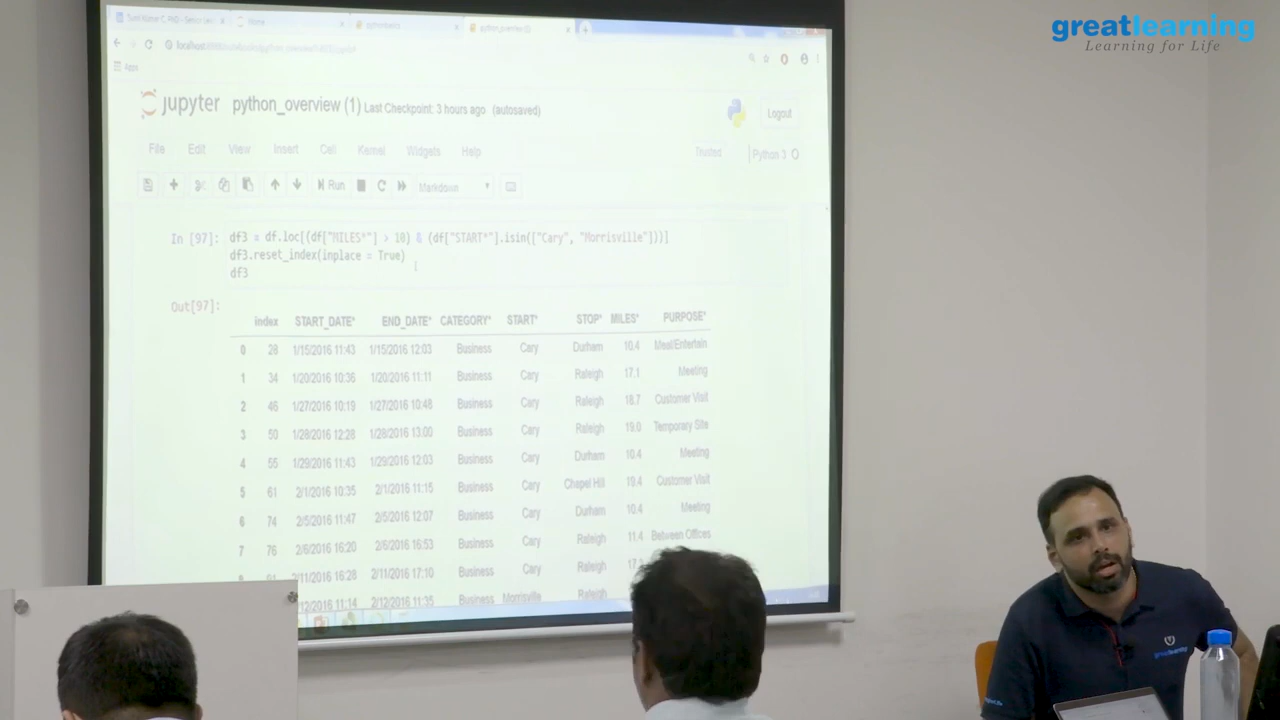 greatlearning
Learning for Life
Home
python_overview (1)
Apps
jupyter python_overview (1) Last Checkpoint: 3 hours ago (autosaved)
Logout
File Edit View Insert Cell Kernel Widgets Help
Trusted Python 3
Run Markdown
In [97]: df3 = df.loc[(df["MILES*"] > 10) & (df["START*"].isin(["Cary", "Morrisville"]))]
df3.reset_index(inplace = True)
df3
Out[97]:
index START_DATE* END_DATE* CATEGORY* START* STOP* MILES* PURPOSE*
0 28 1/15/2016 11:43 1/15/2016 12:03 Business Cary Durham 10.4 Meal/Entertain
1 34 1/20/2016 10:36 1/20/2016 11:11 Business Cary Raleigh 17.1 Meeting
2 46 1/27/2016 10:19 1/27/2016 10:48 Business Cary Raleigh 18.7 Customer Visit
3 50 1/28/2016 12:28 1/28/2016 13:00 Business Cary Raleigh 19.0 Temporary Site
4 55 1/29/2016 11:43 1/29/2016 12:03 Business Cary Durham 10.4 Meeting
5 61 2/1/2016 10:35 2/1/2016 11:15 Business Cary Chapel Hill 19.4 Customer Visit
6 74 2/5/2016 11:47 2/5/2016 12:07 Business Cary Durham 10.4 Meeting
7 76 2/6/2016 16:20 2/6/2016 16:53 Business Cary Raleigh 11.4 Between Offices
2/11/2016 16:28 2/11/2016 17:10 Business Cary Raleigh
2/12/2016 11:14 2/12/2016 11:35 Business Morrisville Raleigh
greatlearning